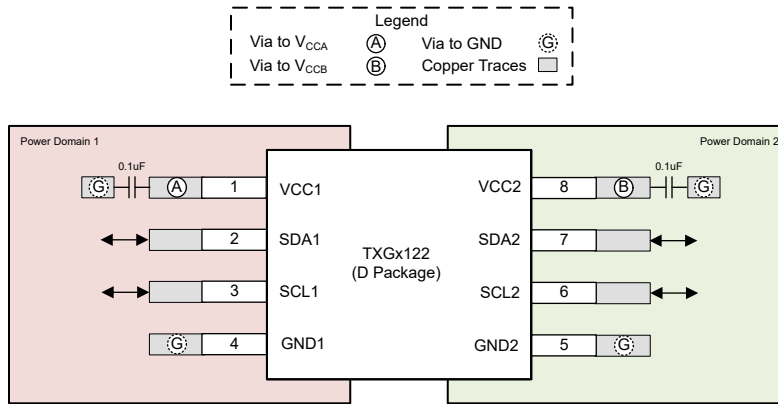 Legend
Via to VCCA A Via to GND G
Via to VCCB B Copper Traces
Power Domain 1 Power Domain 2
0.1uF 0.1uF
G A 1 VCC1 VCC2 8 B G
2 SDA1 SDA2 7
TXGx122
(D Package)
3 SCL1 SCL2 6
G 4 GND1 GND2 5 G